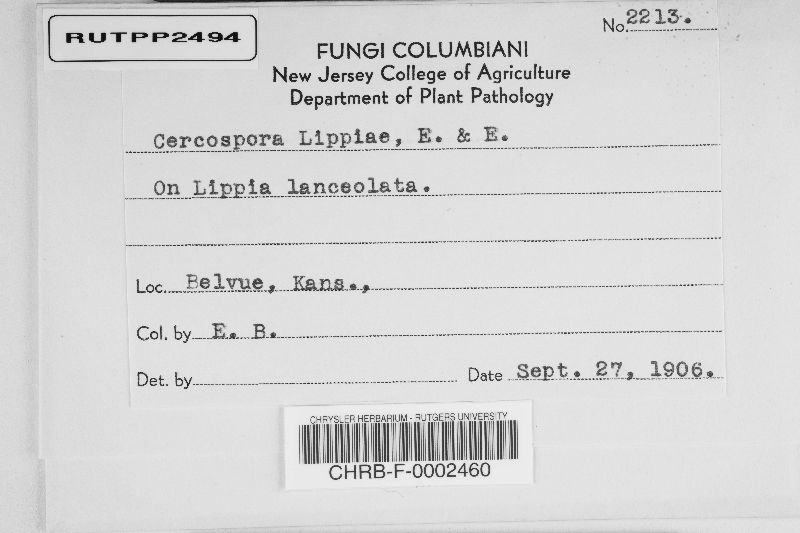 RUTPP2494
No. 2213.
FUNGI COLUMBIANI
New Jersey College of Agriculture
Department of Plant Pathology
Cercospora Lippiae, E. & E.
On Lippia lanceolata.
Loc. Belvue, Kans.,
Col. by E. B.
Det. by
Date Sept. 27, 1906.
CHRYSLER HERBARIUM - RUTGERS UNIVERSITY
CHRB-F-0002460